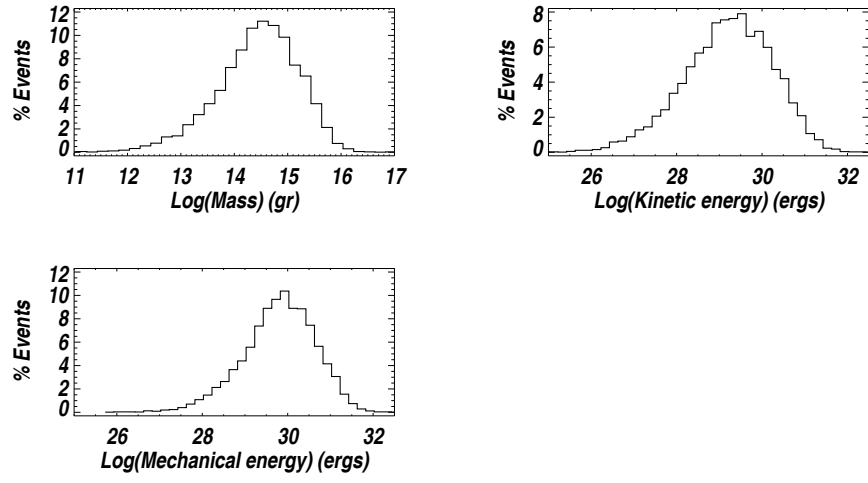 12
10
8
6
4
2
0
% Events
11 12 13 14 15 16 17
Log(Mass) (gr)
8
6
4
2
0
% Events
26 28 30 32
Log(Kinetic energy) (ergs)
12
10
8
6
4
2
0
% Events
26 28 30 32
Log(Mechanical energy) (ergs)